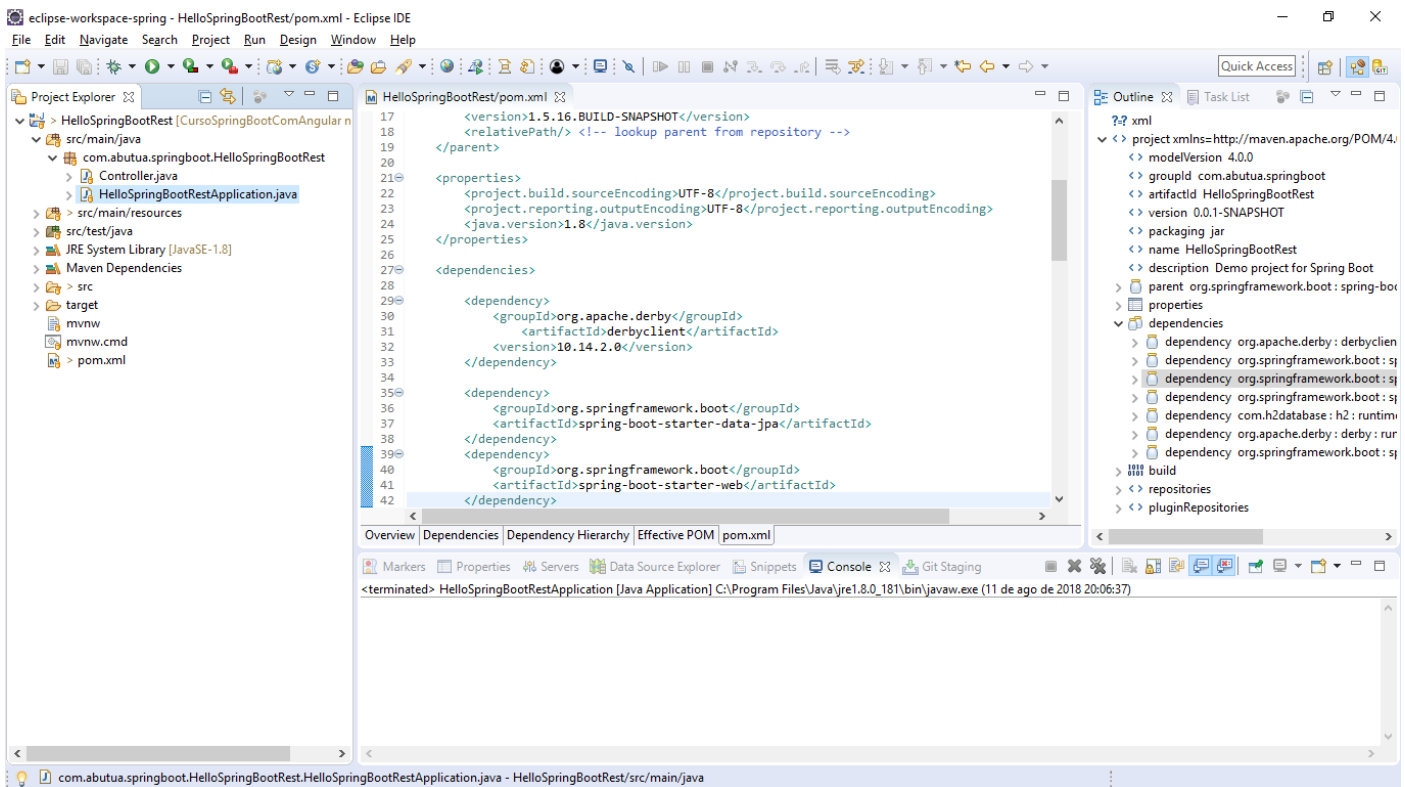 eclipse-workspace-spring - HelloSpringBootRest/pom.xml - Eclipse IDE
File Edit Navigate Search Project Run Design Window Help
Quick Access
Project Explorer
> HelloSpringBootRest [CursoSpringBootComAngular n
src/main/java
com.abutua.springboot.HelloSpringBootRest
Controller.java
HelloSpringBootRestApplication.java
> src/main/resources
src/test/java
JRE System Library [JavaSE-1.8]
Maven Dependencies
> src
target
mvnw
mvnw.cmd
> pom.xml
HelloSpringBootRest/pom.xml
17 <version>1.5.16.BUILD-SNAPSHOT</version>
18 <relativePath/> <!-- lookup parent from repository -->
19 </parent>
20
21 <properties>
22 <project.build.sourceEncoding>UTF-8</project.build.sourceEncoding>
23 <project.reporting.outputEncoding>UTF-8</project.reporting.outputEncoding>
24 <java.version>1.8</java.version>
25 </properties>
26
27 <dependencies>
28
29 <dependency>
30 <groupId>org.apache.derby</groupId>
31 <artifactId>derbyclient</artifactId>
32 <version>10.14.2.0</version>
33 </dependency>
34
35 <dependency>
36 <groupId>org.springframework.boot</groupId>
37 <artifactId>spring-boot-starter-data-jpa</artifactId>
38 </dependency>
39 <dependency>
40 <groupId>org.springframework.boot</groupId>
41 <artifactId>spring-boot-starter-web</artifactId>
42 </dependency>
Overview Dependencies Dependency Hierarchy Effective POM pom.xml
Outline Task List
?=? xml
project xmlns=http://maven.apache.org/POM/4.
modelVersion 4.0.0
groupId com.abutua.springboot
artifactId HelloSpringBootRest
version 0.0.1-SNAPSHOT
packaging jar
name HelloSpringBootRest
description Demo project for Spring Boot
parent org.springframework.boot : spring-boo
properties
dependencies
dependency org.apache.derby : derbyclien
dependency org.springframework.boot : sp
dependency org.springframework.boot : sp
dependency org.springframework.boot : sp
dependency com.h2database : h2 : runtim
dependency org.apache.derby : derby : rur
dependency org.springframework.boot : sp
build
repositories
pluginRepositories
Markers Properties Servers Data Source Explorer Snippets Console Git Staging
<terminated> HelloSpringBootRestApplication [Java Application] C:\Program Files\Java\jre1.8.0_181\bin\javaw.exe (11 de ago de 2018 20:06:37)
com.abutua.springboot.HelloSpringBootRest.HelloSpringBootRestApplication.java - HelloSpringBootRest/src/main/java